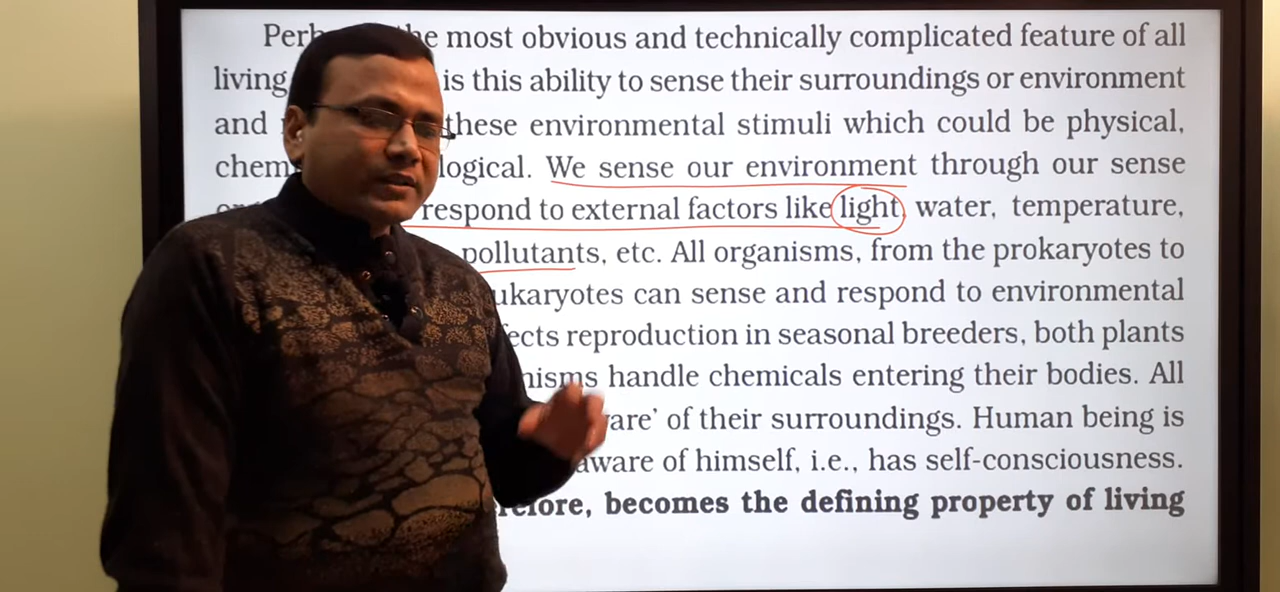 Per the most obvious and technically complicated feature of all
living is this ability to sense their surroundings or environment
and these environmental stimuli which could be physical,
chem logical. We sense our environment through our sense
respond to external factors like light, water, temperature,
pollutants, etc. All organisms, from the prokaryotes to
ukaryotes can sense and respond to environmental
fects reproduction in seasonal breeders, both plants
nisms handle chemicals entering their bodies. All
ware’ of their surroundings. Human being is
aware of himself, i.e., has self-consciousness.
refore, becomes the defining property of living